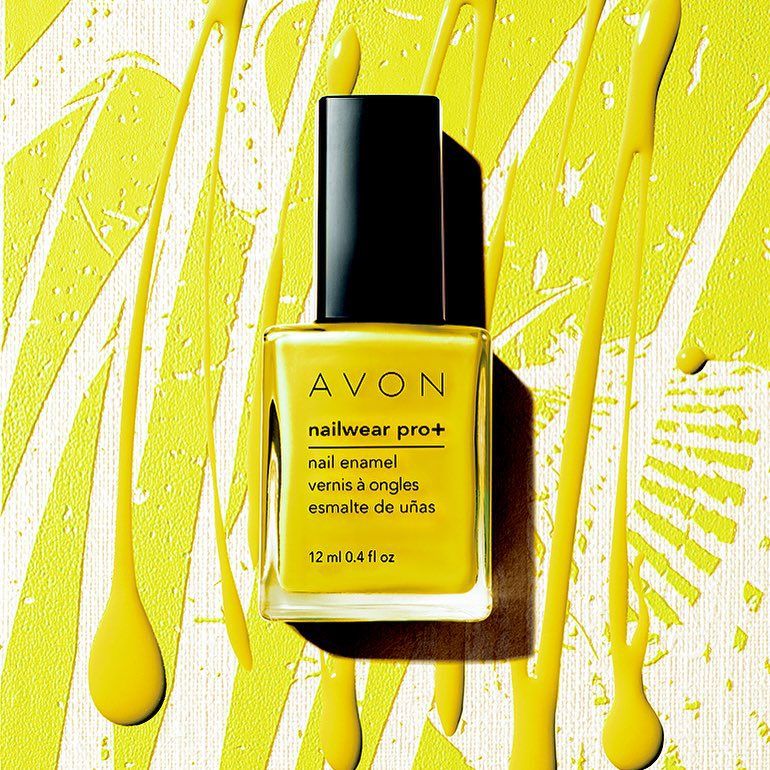 AVON
nailwear pro+
nail enamel
vernis à ongles
esmalte de uñas
12 ml 0.4 fl oz